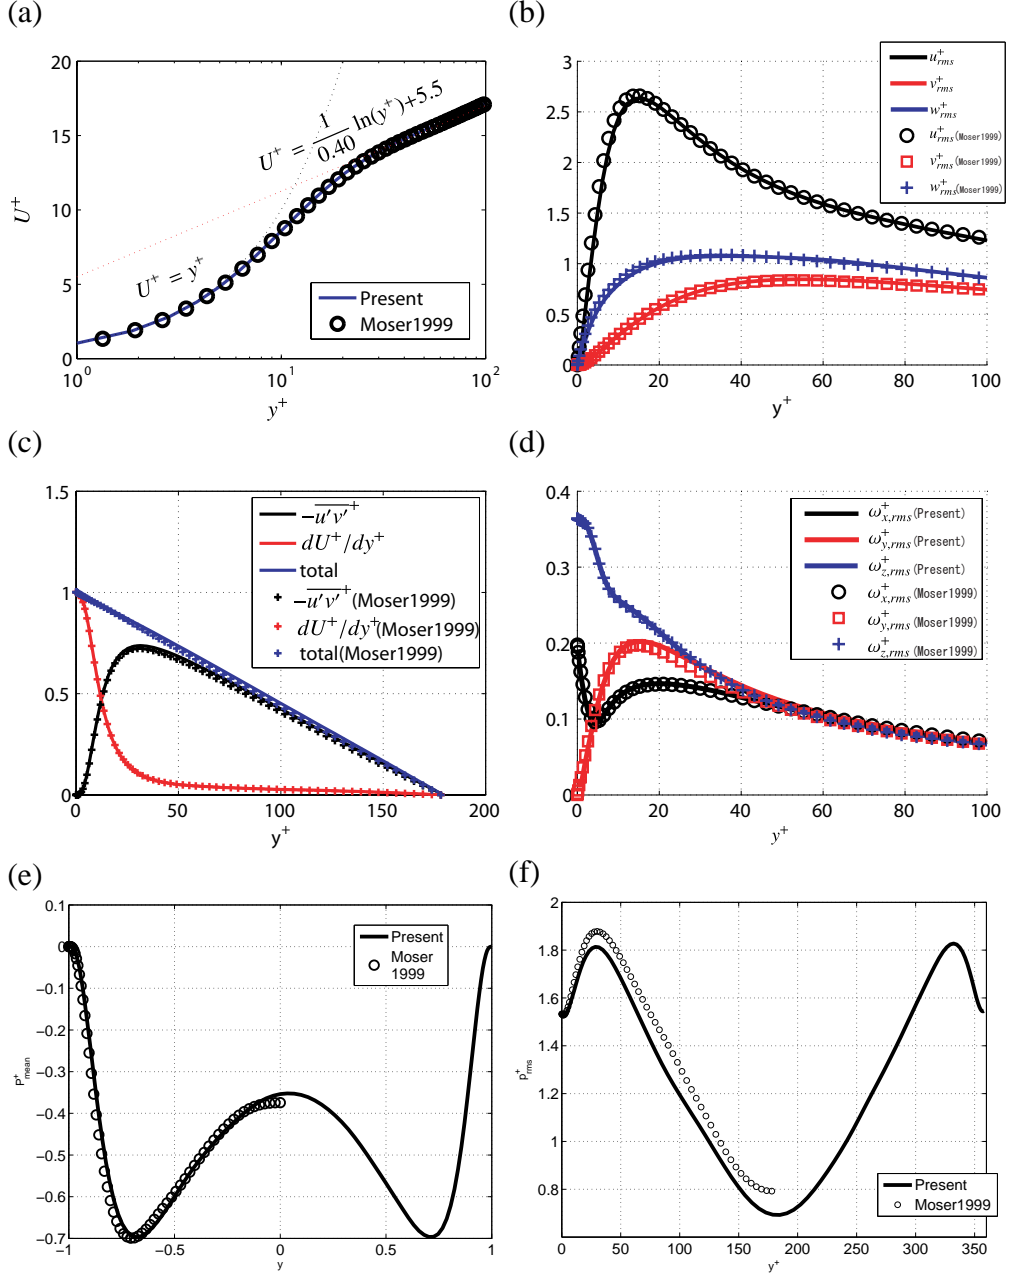 (a)
20
15
10
5
0
10^0
10^1
10^2
U^+
y^+
U^+ = y^+
U^+ = \frac{1}{0.40} ln(y^+)+5.5
Present
Moser1999
(b)
3
2.5
2
1.5
1
0.5
0
0
20
40
60
80
100
y^+
u^+_{rms}
v^+_{rms}
w^+_{rms}
u^+_{rms}(Moser1999)
v^+_{rms}(Moser1999)
w^+_{rms}(Moser1999)
(c)
1.5
1
0.5
0
0
50
100
150
200
y^+
-\overline{u'v'}^+
dU^+/dy^+
total
-\overline{u'v'}^+(Moser1999)
dU^+/dy^+(Moser1999)
total(Moser1999)
(d)
0.4
0.3
0.2
0.1
0
0
20
40
60
80
100
y^+
ω^+_{x,rms}(Present)
ω^+_{y,rms}(Present)
ω^+_{z,rms}(Present)
ω^+_{x,rms}(Moser1999)
ω^+_{y,rms}(Moser1999)
ω^+_{z,rms}(Moser1999)
(e)
0.1
0
−0.1
−0.2
−0.3
−0.4
−0.5
−0.6
−0.7
−1
−0.5
0
0.5
1
P^+_{mean}
y
Present
Moser
1999
(f)
2
1.8
1.6
1.4
1.2
1
0.8
0
50
100
150
200
250
300
350
p^+_{rms}
y^+
Present
Moser1999